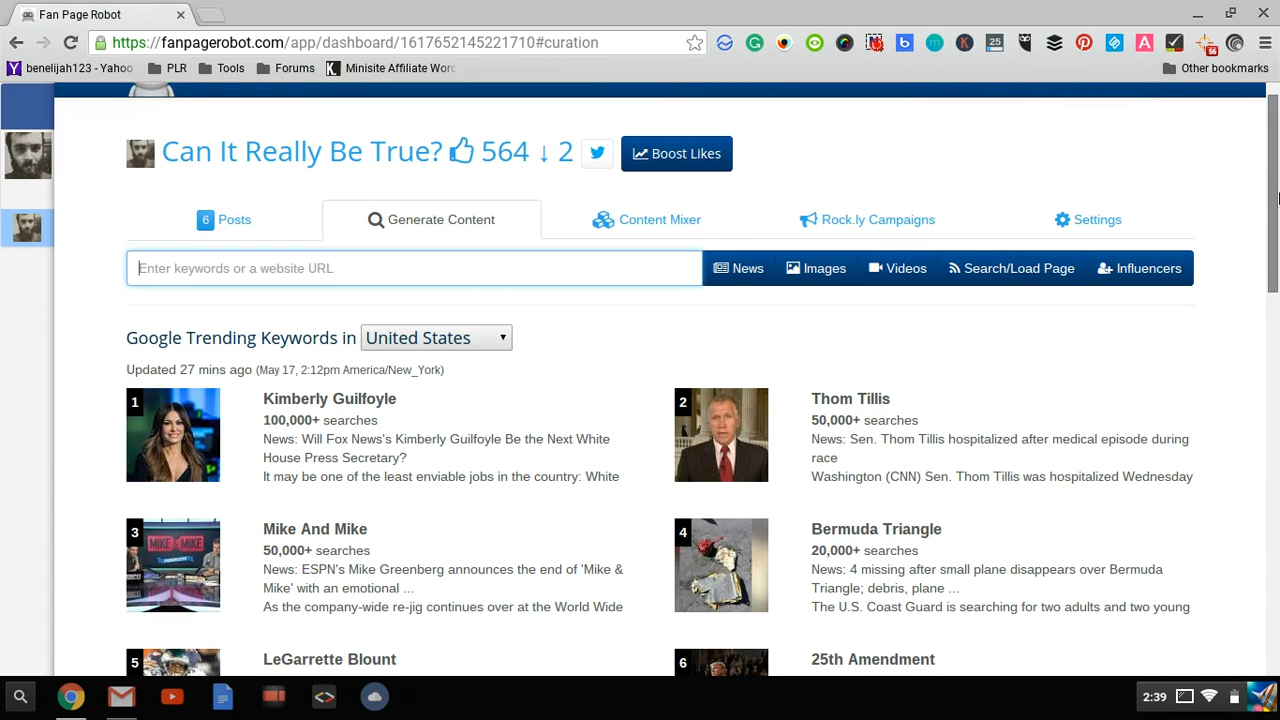 Fan Page Robot
https://fanpagerobot.com/app/dashboard/1617652145221710#curation
25
56
benelijah123 - Yahoo
PLR
Tools
Forums
Minisite Affiliate Wor
Other bookmarks
Can It Really Be True? 564 ↓ 2
Boost Likes
6 Posts
Generate Content
Content Mixer
Rock.ly Campaigns
Settings
Enter keywords or a website URL
News
Images
Videos
Search/Load Page
Influencers
Google Trending Keywords in United States
Updated 27 mins ago (May 17, 2:12pm America/New_York)
1
Kimberly Guilfoyle
100,000+ searches
News: Will Fox News's Kimberly Guilfoyle Be the Next White
House Press Secretary?
It may be one of the least enviable jobs in the country: White
2
Thom Tillis
50,000+ searches
News: Sen. Thom Tillis hospitalized after medical episode during
race
Washington (CNN) Sen. Thom Tillis was hospitalized Wednesday
3
MIKE & MIKE
Mike And Mike
50,000+ searches
News: ESPN's Mike Greenberg announces the end of 'Mike &
Mike' with an emotional ...
As the company-wide re-jig continues over at the World Wide
4
Bermuda Triangle
20,000+ searches
News: 4 missing after small plane disappears over Bermuda
Triangle; debris, plane ...
The U.S. Coast Guard is searching for two adults and two young
5
LeGarrette Blount
6
25th Amendment
2:39